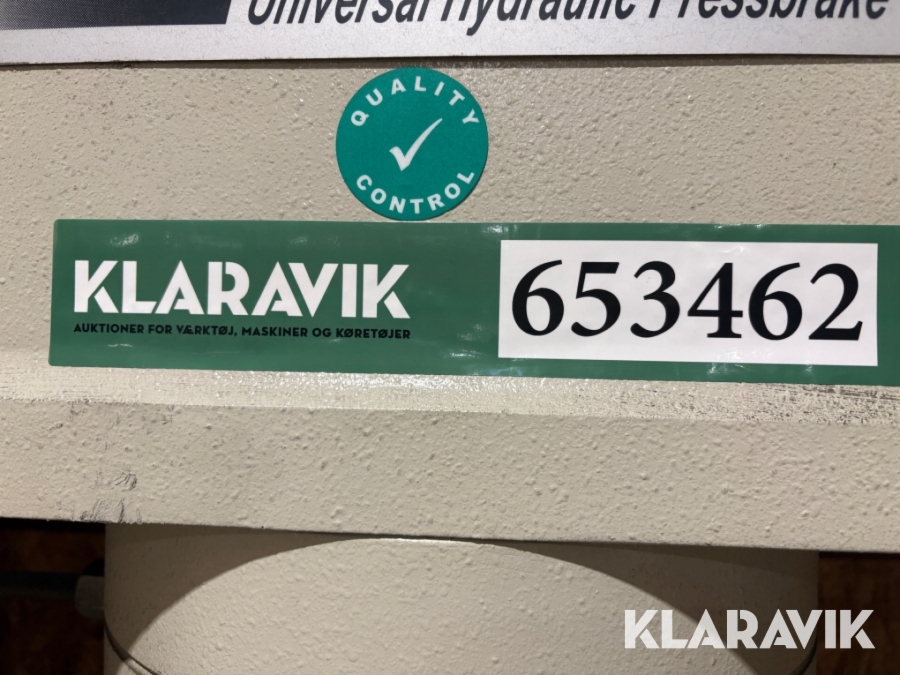 Universal Hydraulic Pressbrake
QUALITY
CONTROL
KLARAVIK
AUKTIONER FOR VÆRKTØJ, MASKINER OG KØRETØJER
653462
KLARAVIK